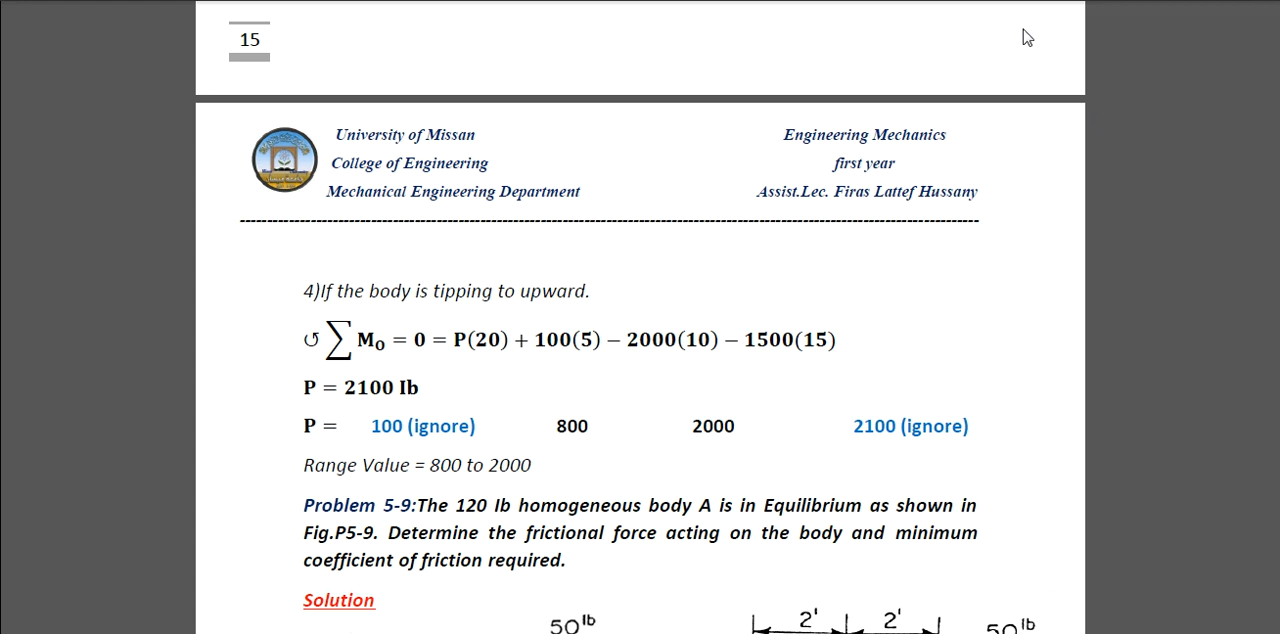 15
University of Missan
College of Engineering
Mechanical Engineering Department
Engineering Mechanics
first year
Assist.Lec. Firas Lattef Hussany
4)If the body is tipping to upward.
↺ ∑ M₀ = 0 = P(20) + 100(5) − 2000(10) − 1500(15)
P = 2100 Ib
P = 100 (ignore) 800 2000 2100 (ignore)
Range Value = 800 to 2000
Problem 5-9:The 120 Ib homogeneous body A is in Equilibrium as shown in
Fig.P5-9. Determine the frictional force acting on the body and minimum
coefficient of friction required.
Solution
50lb 2' 2' 50lb